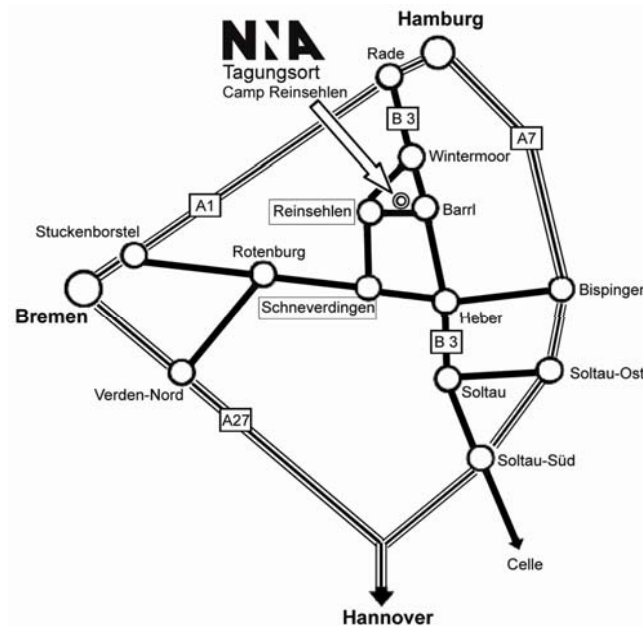 Hamburg
NNA
Tagungsort
Camp Reinsehlen
Rade
B 3
A7
Wintermoor
A1
Reinsehlen
Barrl
Stuckenborstel
Rotenburg
Schneverdingen
Bispingen
Bremen
Heber
B 3
Verden-Nord
Soltau
Soltau-Ost
A27
Soltau-Süd
Celle
Hannover